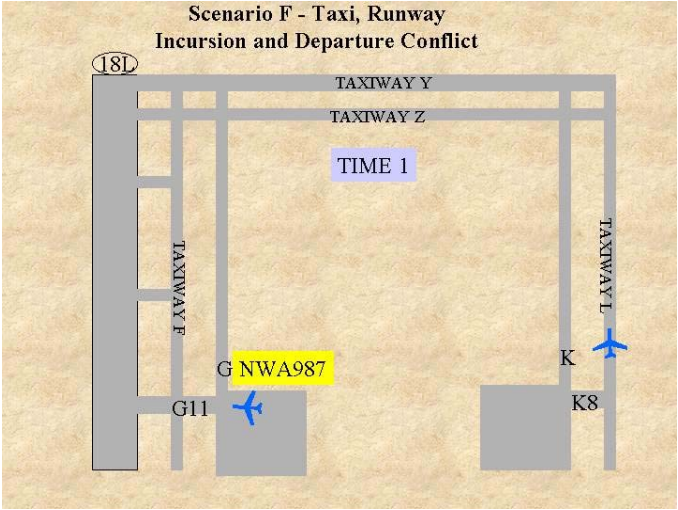 Scenario F - Taxi, Runway
Incursion and Departure Conflict
18L
TAXIWAY Y
TAXIWAY Z
TIME 1
TAXIWAY F
TAXIWAY L
K
G NWA987
K8
G11